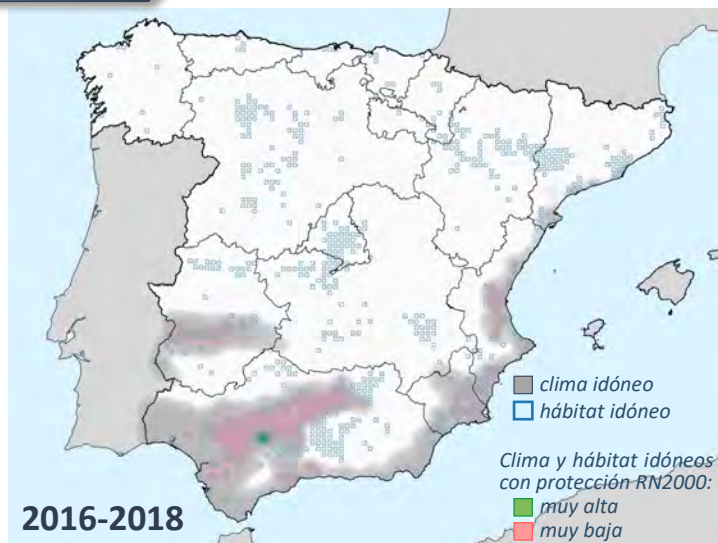 clima idóneo
hábitat idóneo
Clima y hábitat idóneos
con protección RN2000:
muy alta
muy baja
2016-2018